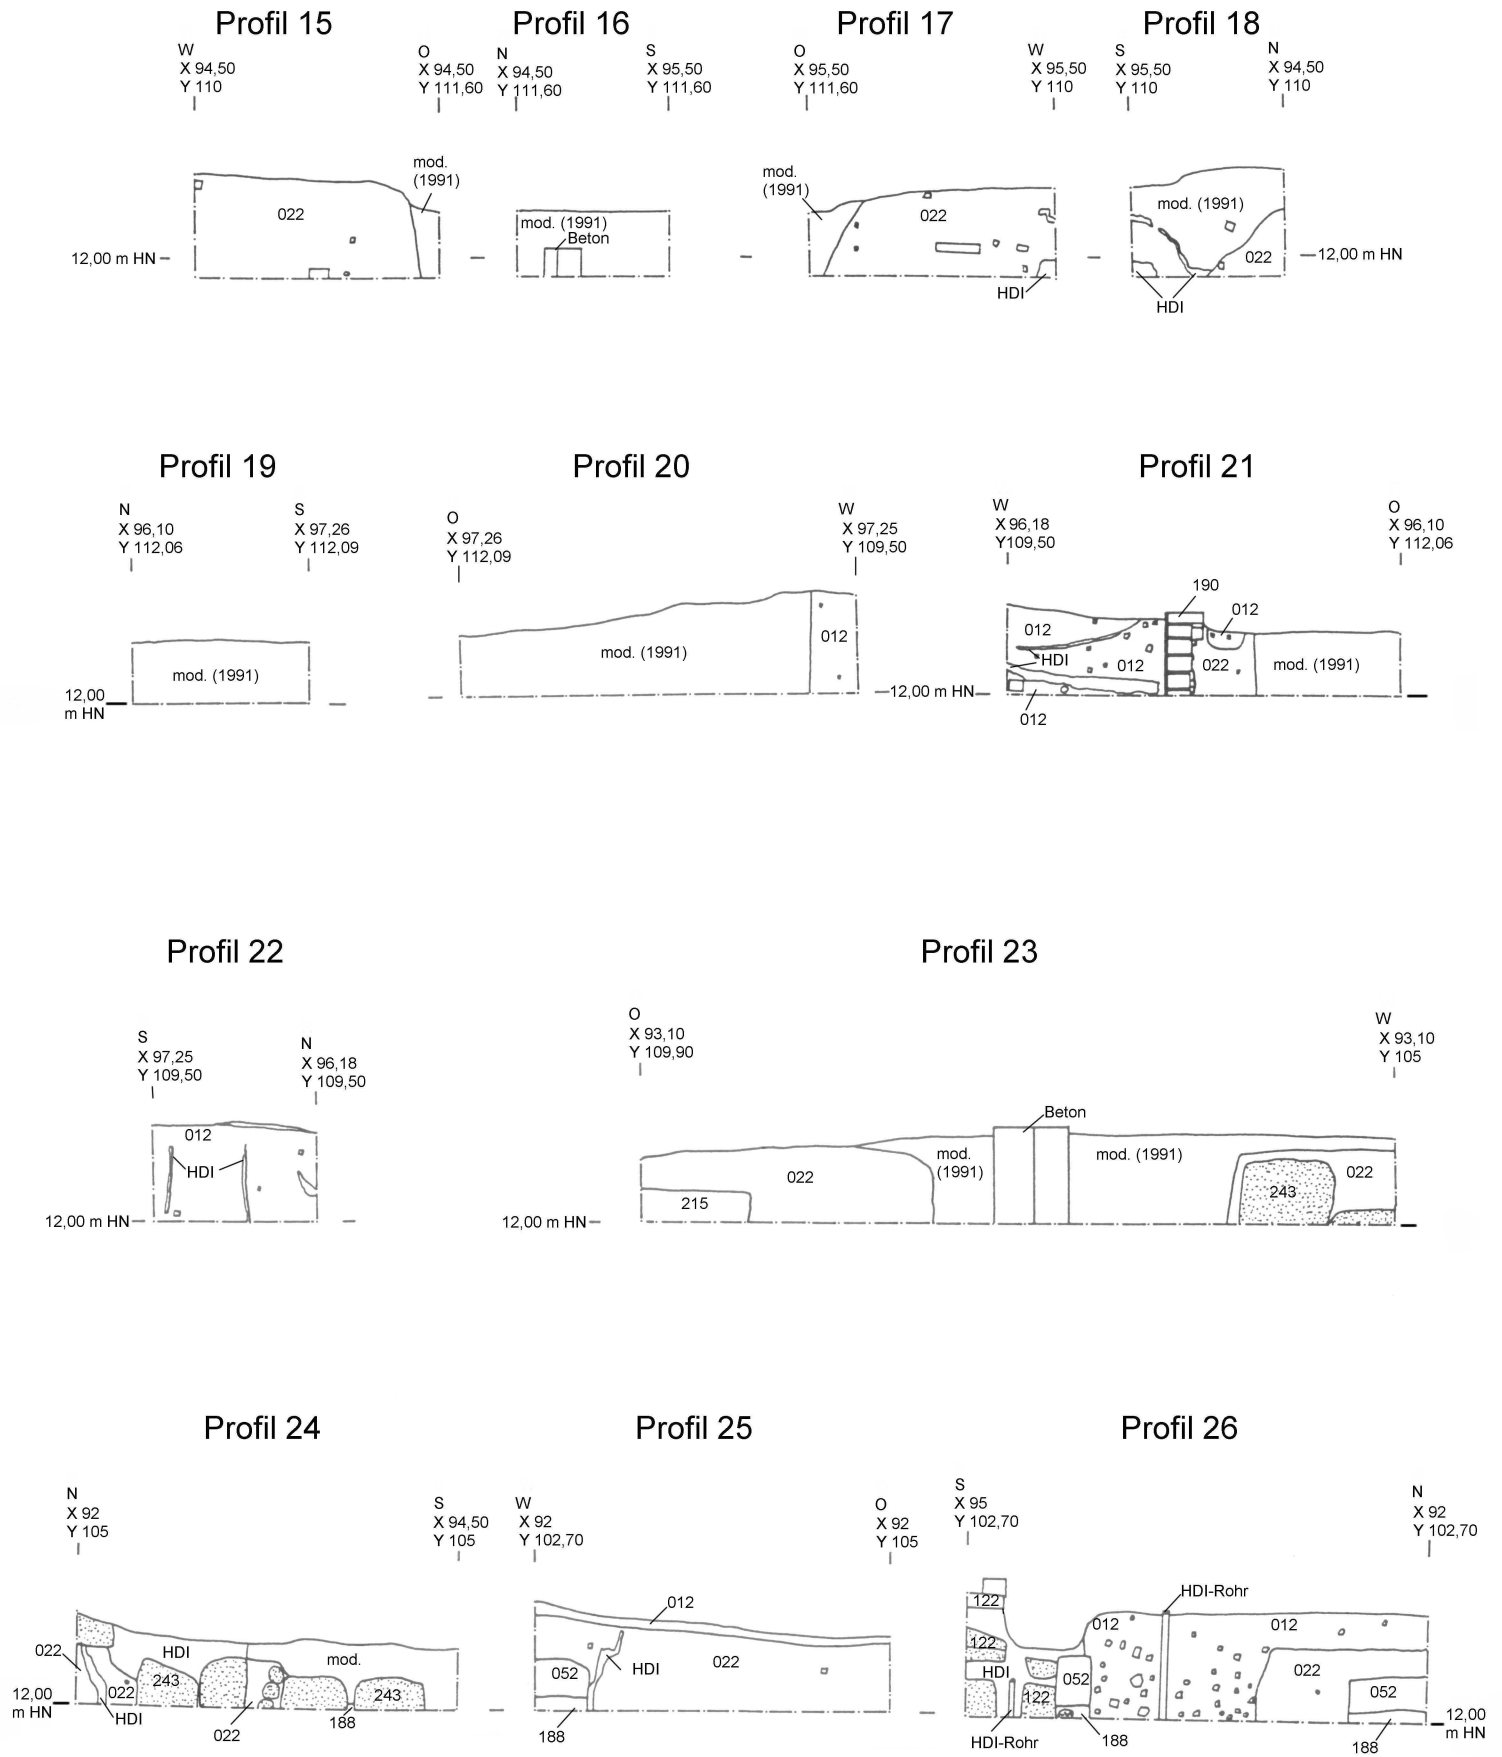 Profil 15
W
X 94,50
Y 110
O
X 94,50
Y 111,60
mod.
(1991)
022
12,00 m HN
Profil 16
N
X 94,50
Y 111,60
S
X 95,50
Y 111,60
mod. (1991)
Beton
Profil 17
O
X 95,50
Y 111,60
W
X 95,50
Y 110
mod.
(1991)
022
HDI
Profil 18
S
X 95,50
Y 110
N
X 94,50
Y 110
mod. (1991)
022
12,00 m HN
HDI
Profil 19
N
X 96,10
Y 112,06
S
X 97,26
Y 112,09
mod. (1991)
12,00
m HN
Profil 20
O
X 97,26
Y 112,09
W
X 97,25
Y 109,50
mod. (1991)
012
12,00 m HN
Profil 21
W
X 96,18
Y109,50
O
X 96,10
Y 112,06
190
012
012
HDI
012
022
mod. (1991)
012
Profil 22
S
X 97,25
Y 109,50
N
X 96,18
Y 109,50
012
HDI
12,00 m HN
Profil 23
O
X 93,10
Y 109,90
W
X 93,10
Y 105
Beton
mod.
(1991)
mod. (1991)
022
022
243
215
12,00 m HN
Profil 24
N
X 92
Y 105
S
X 94,50
Y 105
022
HDI
mod.
243
022
243
12,00
m HN
HDI
022
188
Profil 25
W
X 92
Y 102,70
O
X 92
Y 105
012
052
HDI
022
188
Profil 26
S
X 95
Y 102,70
N
X 92
Y 102,70
HDI-Rohr
122
012
012
122
HDI
052
022
122
052
12,00
m HN
HDI-Rohr
188
188